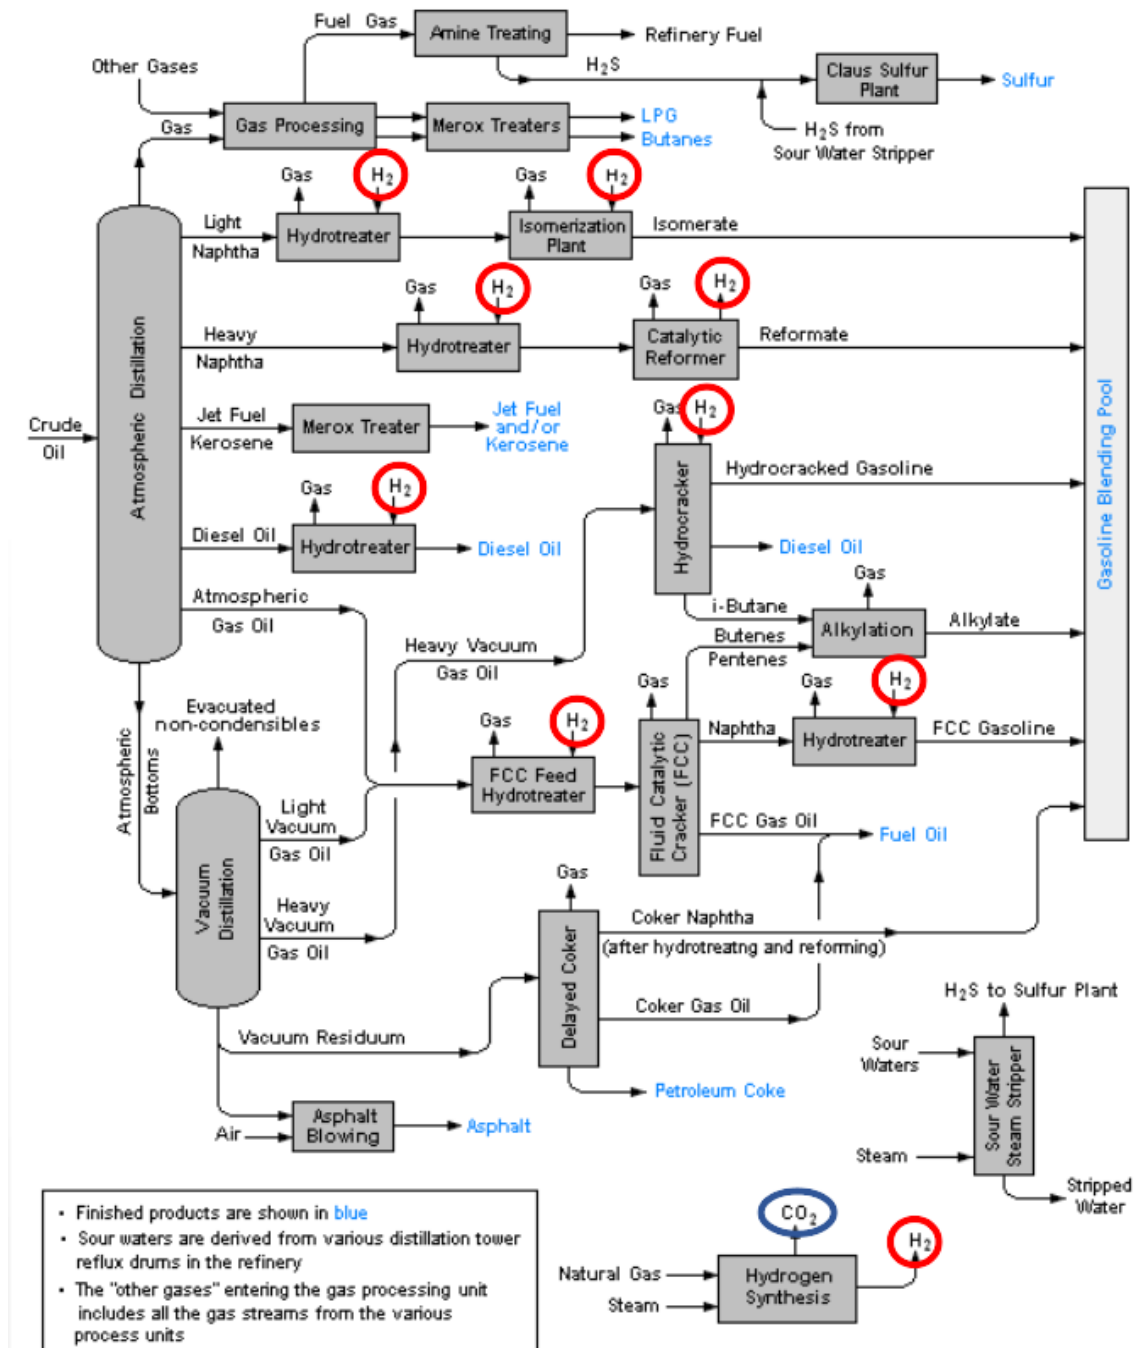 Fuel Gas
Amine Treating
Refinery Fuel
Other Gases
H2S
Claus Sulfur
Plant
Sulfur
Gas
Gas Processing
Merox Treaters
LPG
Butanes
H2S from
Sour Water Stripper
Gas
H2
Gas
H2
Light
Naphtha
Hydrotreater
Isomerization
Plant
Isomerate
Gas
H2
Gas
H2
Heavy
Naphtha
Hydrotreater
Catalytic
Reformer
Reformate
Crude
Oil
Atmospheric Distillation
Jet Fuel
Kerosene
Merox Treater
Jet Fuel
and/or
Kerosene
Gas
H2
Hydrocracker
Hydrocracked Gasoline
Gasoline Blending Pool
Gas
H2
Diesel Oil
Hydrotreater
Diesel Oil
Diesel Oil
Atmospheric
Gas Oil
i-Butane
Butenes
Pentenes
Gas
Alkylation
Alkylate
Heavy Vacuum
Gas Oil
Evacuated
non-condensibles
Atmospheric
Bottoms
Gas
H2
FCC Feed
Hydrotreater
Gas
Fluid Catalytic
Cracker (FCC)
Naphtha
Gas
H2
Hydrotreater
FCC Gasoline
FCC Gas Oil
Fuel Oil
Light
Vacuum
Gas Oil
Vacuum
Distillation
Heavy
Vacuum
Gas Oil
Gas
Delayed Coker
Coker Naphtha
(after hydrotreatng and reforming)
Coker Gas Oil
Vacuum Residuum
Petroleum Coke
Air
Asphalt
Blowing
Asphalt
H2S to Sulfur Plant
Sour
Waters
Sour Water
Steam Stripper
Steam
Stripped
Water
CO2
H2
Natural Gas
Steam
Hydrogen
Synthesis
• Finished products are shown in blue
• Sour waters are derived from various distillation tower
reflux drums in the refinery
• The "other gases" entering the gas processing unit
includes all the gas streams from the various
process units